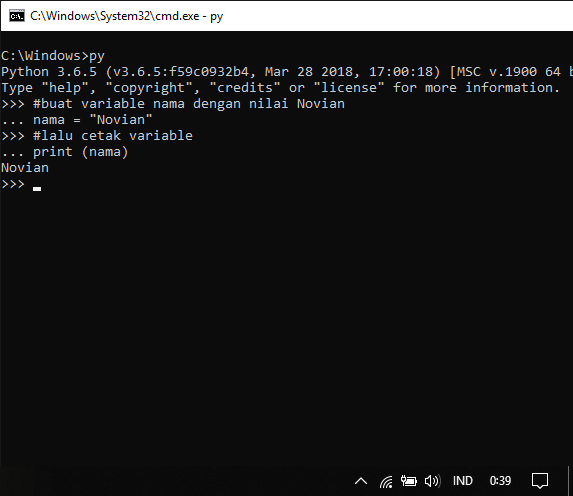 C:\Windows\System32\cmd.exe - py
C:\Windows>py
Python 3.6.5 (v3.6.5:f59c0932b4, Mar 28 2018, 17:00:18) [MSC v.1900 64 b
Type "help", "copyright", "credits" or "license" for more information.
>>> #buat variable nama dengan nilai Novian
... nama = "Novian"
>>> #lalu cetak variable
... print (nama)
Novian
>>>
IND 0:39